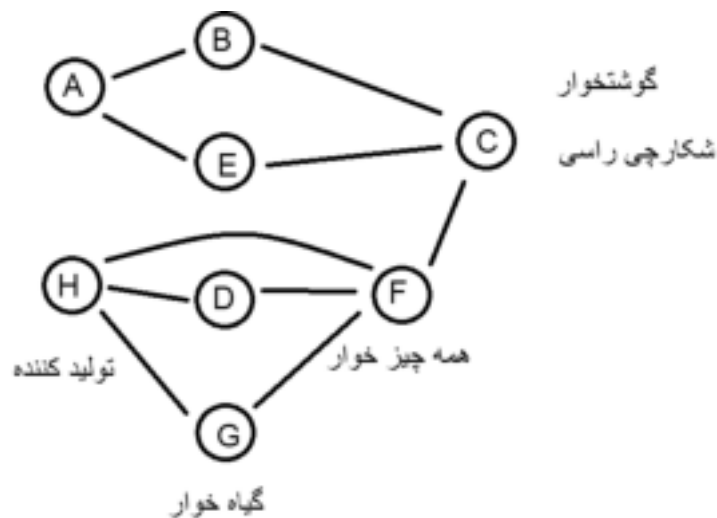 B
A
گوشتخوار
C
E
شکارچی راسی
H
D
F
تولید کننده
همه چیز خوار
G
گیاه خوار